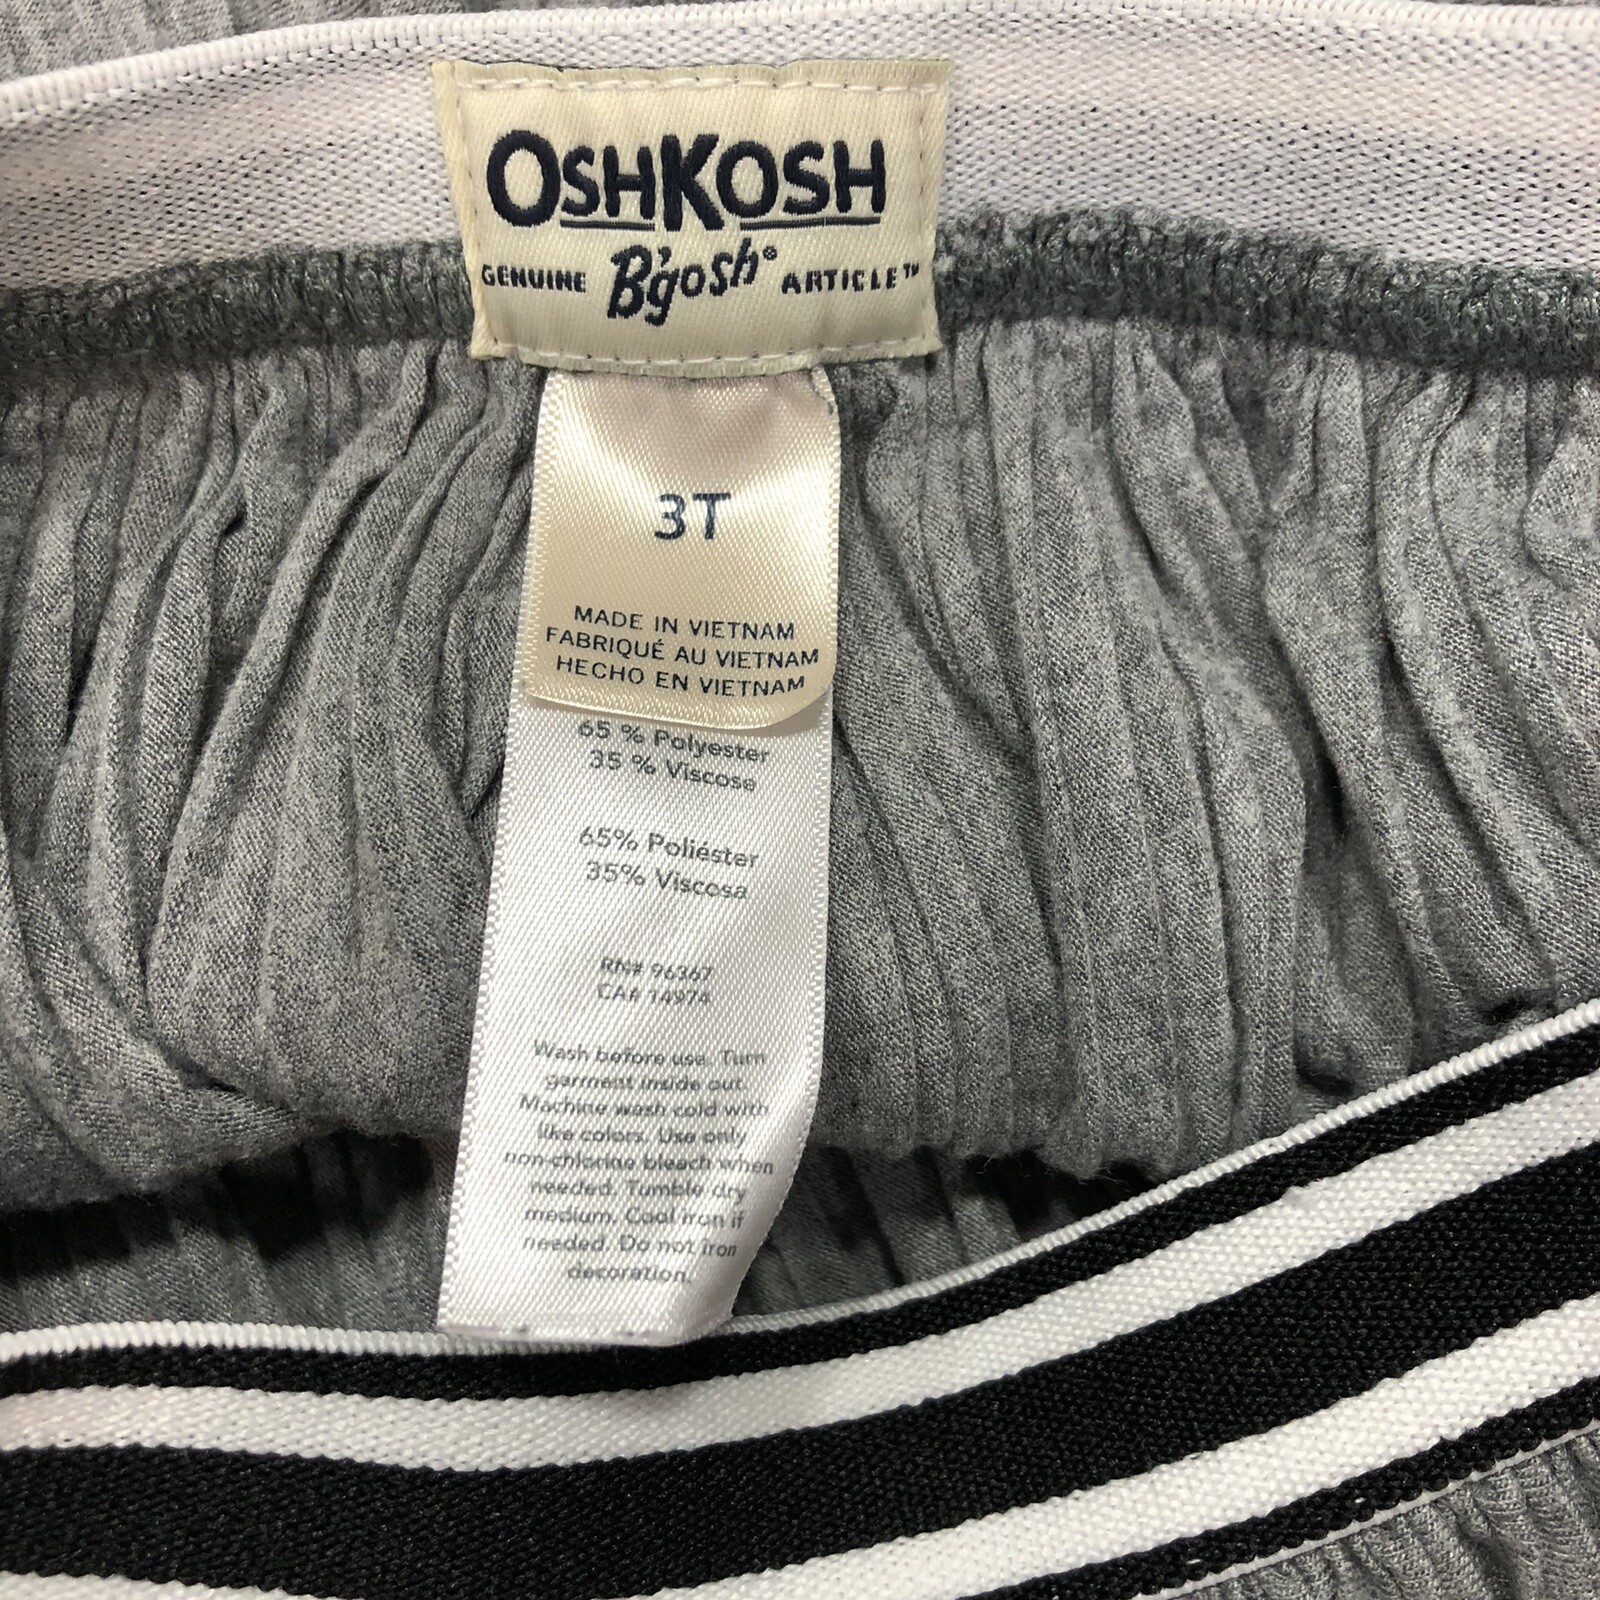 OSHKOSH
GENUINE B'gosh® ARTICLE™
3T
MADE IN VIETNAM
FABRIQUÉ AU VIETNAM
HECHO EN VIETNAM
65 % Polyester
35 % Viscose
65% Poliéster
35% Viscosa
RN# 96367
CA# 14974
Wash before use. Turn
garment inside out.
Machine wash cold with
like colors. Use only
non-chlorine bleach when
needed. Tumble dry
medium. Cool iron if
needed. Do not iron
decoration.